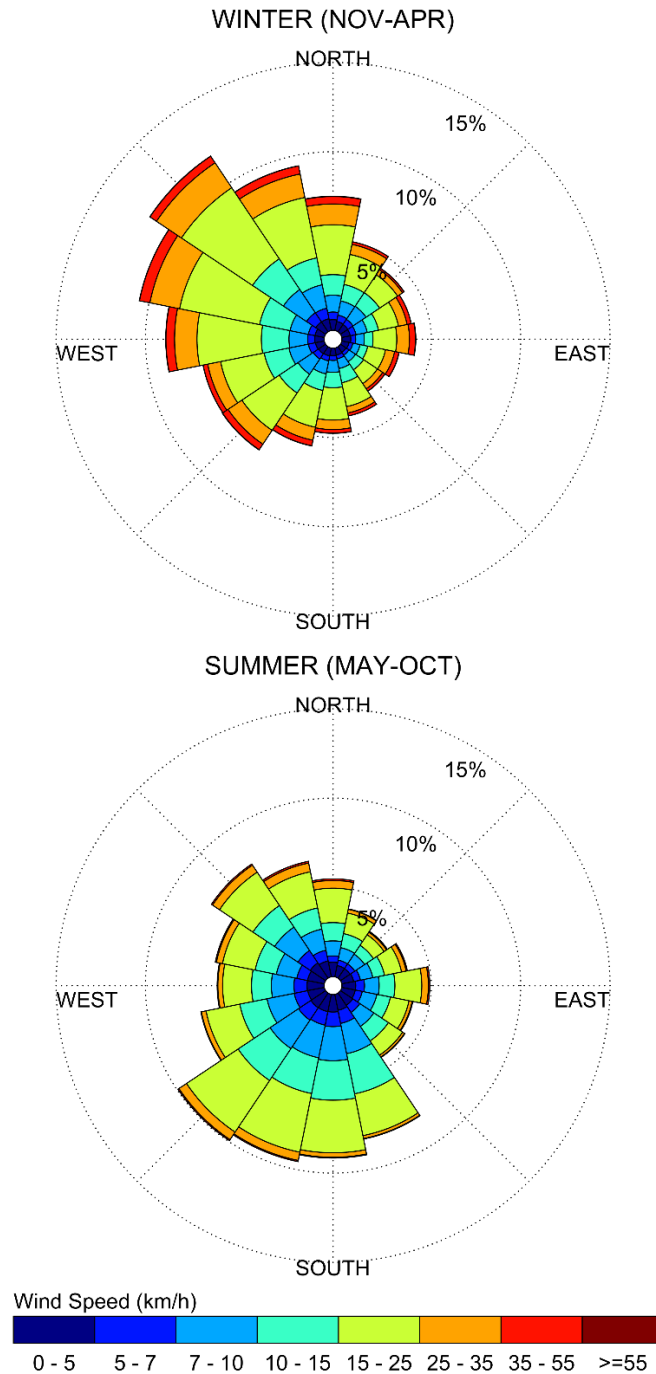 WINTER (NOV-APR)
NORTH
15%
10%
5%
WEST
EAST
SOUTH
SUMMER (MAY-OCT)
NORTH
15%
10%
5%
WEST
EAST
SOUTH
Wind Speed (km/h)
0 - 5 5 - 7 7 - 10 10 - 15 15 - 25 25 - 35 35 - 55 >=55